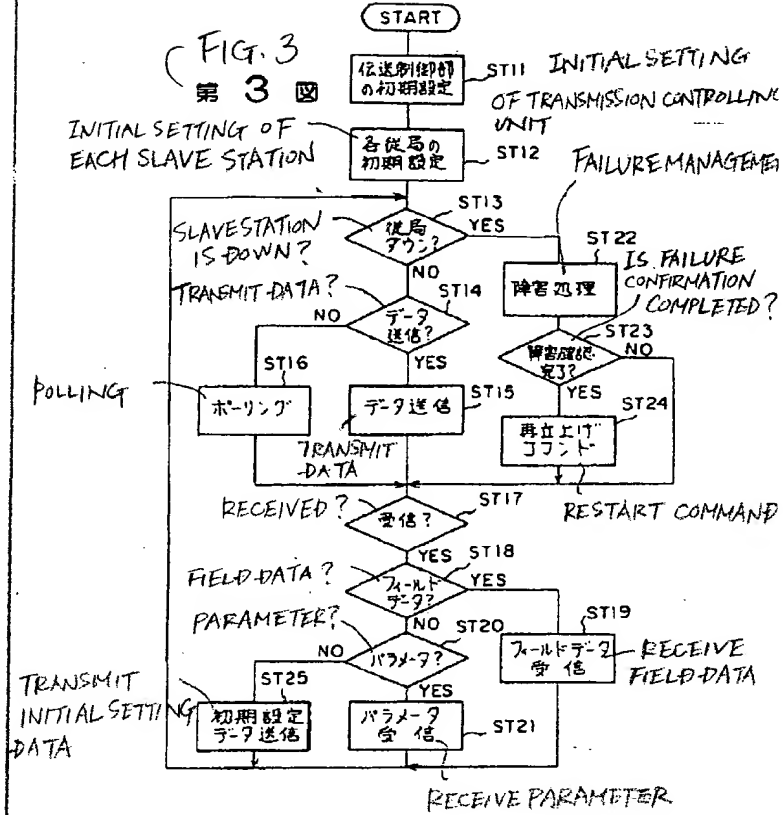 START
FIG. 3
第 3 図
伝送制御部
の初期設定
ST11
INITIAL SETTING
OF TRANSMISSION CONTROLLING
UNIT
INITIAL SETTING OF
EACH SLAVE STATION
各従局の
初期設定
ST12
FAILURE MANAGEME
ST13
SLAVE STATION
IS DOWN?
従局
ダウン?
YES
NO
ST22
障害処理
IS FAILURE
CONFIRMATION
COMPLETED?
TRANSMIT DATA?
ST14
データ
送信?
NO
YES
ST23
障害確認
完了?
NO
YES
POLLING
ST16
ポーリング
ST15
データ送信
TRANSMIT
DATA
ST24
再立上げ
コマンド
RESTART COMMAND
RECEIVED?
ST17
受信?
YES
FIELD DATA?
ST18
フィールド
データ?
YES
NO
PARAMETER?
ST20
パラメータ?
NO
YES
ST19
フィールドデータ
受信
RECEIVE
FIELD DATA
TRANSMIT
INITIAL SETTING
DATA
ST25
初期設定
データ送信
パラメータ
受信
ST21
RECEIVE PARAMETER